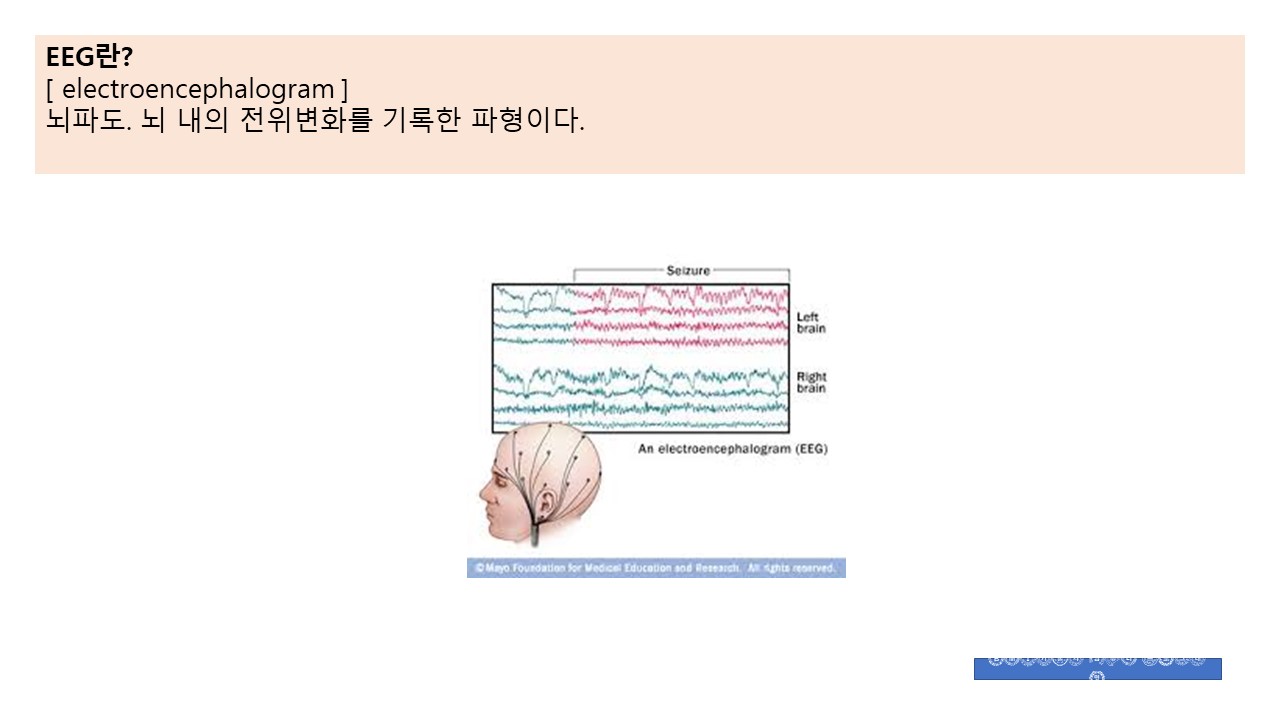 EEG란?
[ electroencephalogram ]
뇌파도. 뇌 내의 전위변화를 기록한 파형이다.
Seizure
Left
brain
Right
brain
An electroencephalogram (EEG)
©Mayo Foundation for Medical Education and Research. All rights reserved.